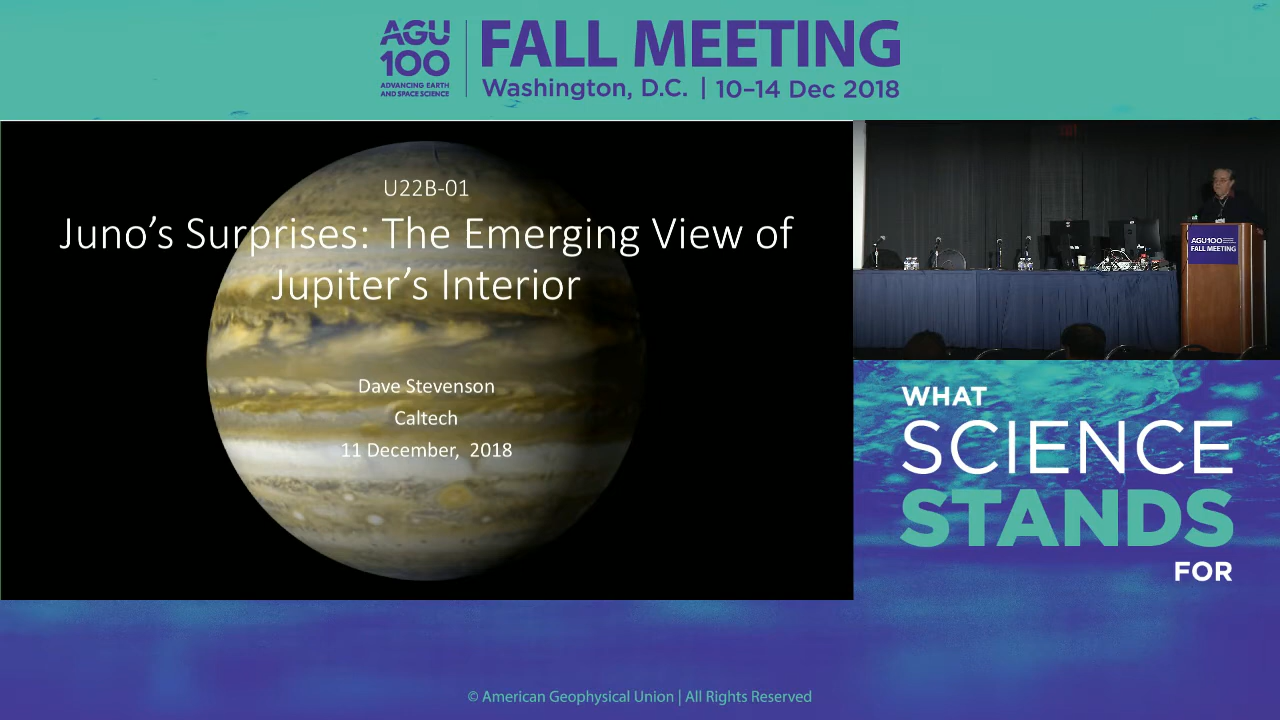 AGU
100
ADVANCING EARTH
AND SPACE SCIENCE
FALL MEETING
Washington, D.C. | 10–14 Dec 2018
U22B-01
Juno’s Surprises: The Emerging View of
Jupiter’s Interior
Dave Stevenson
Caltech
11 December, 2018
AGU100
FALL MEETING
WHAT
SCIENCE
STANDS
FOR
© American Geophysical Union | All Rights Reserved